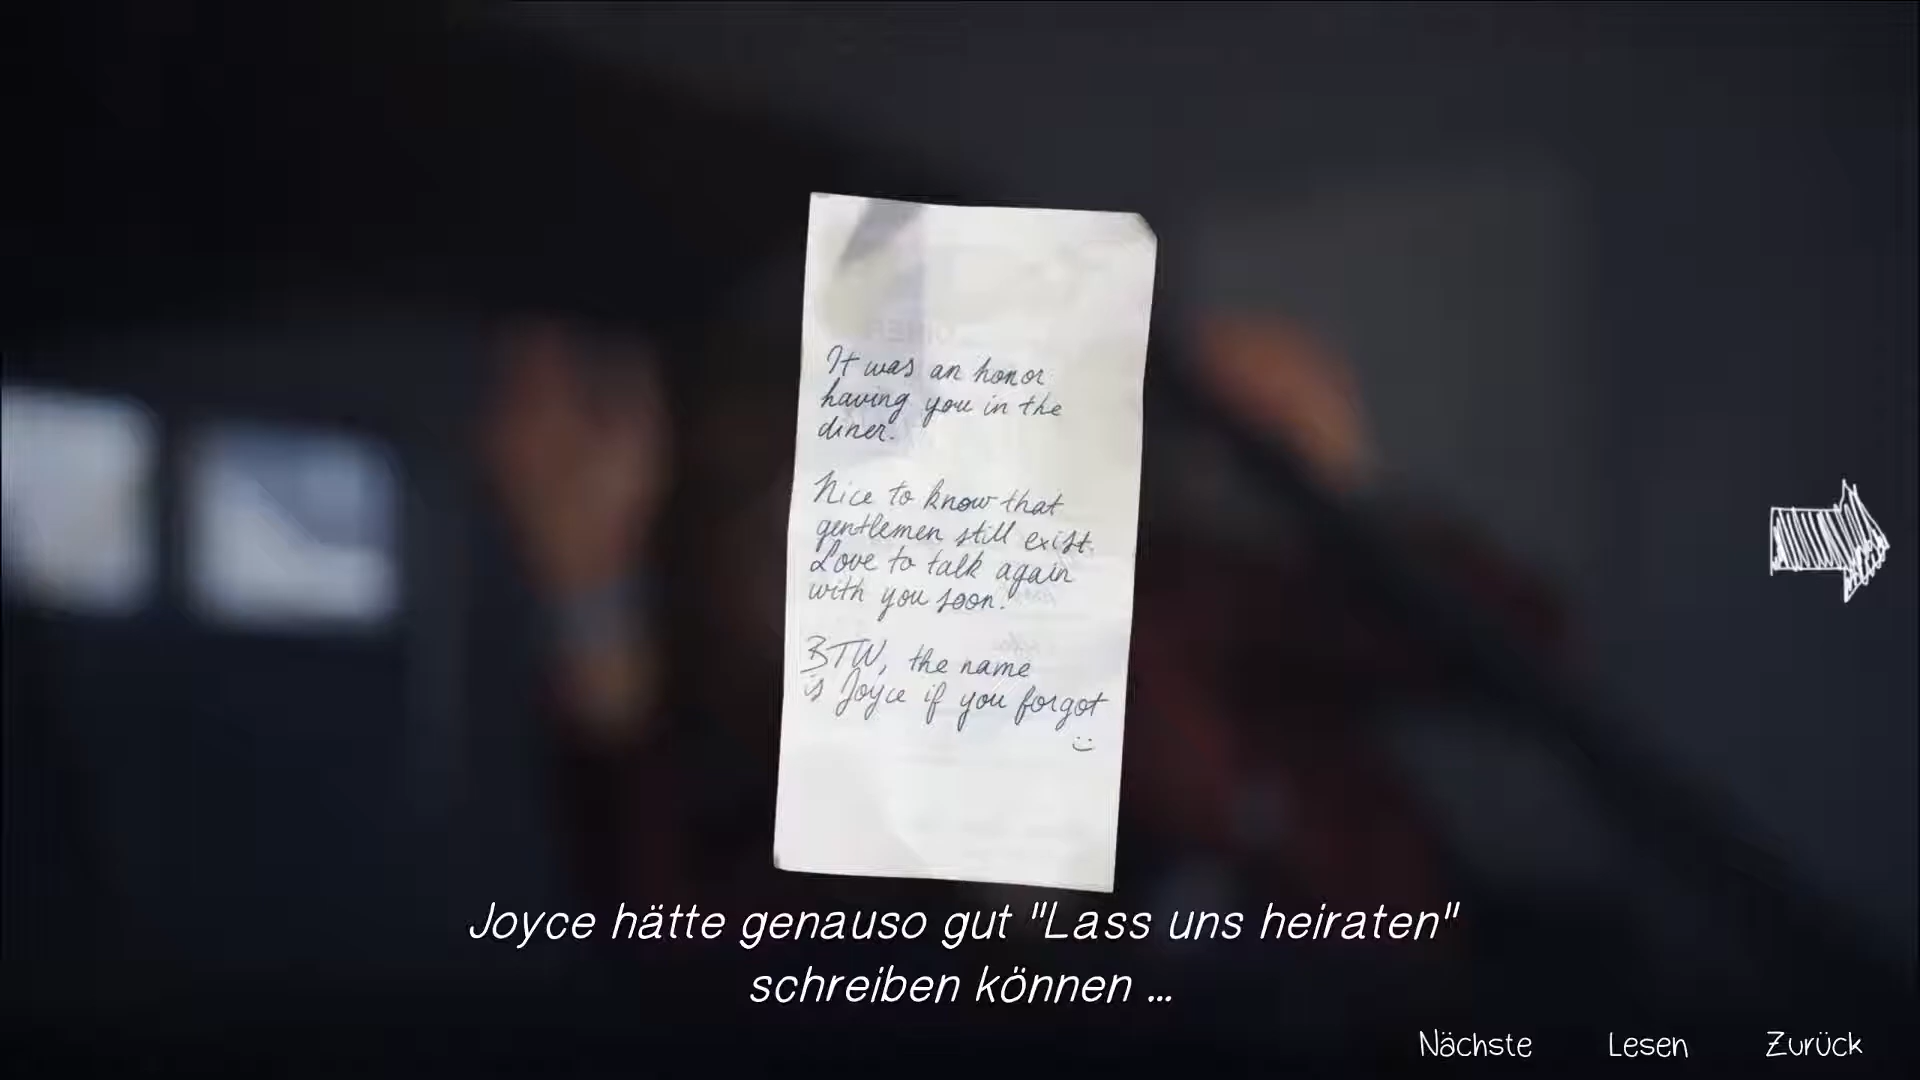 It was an honor
having you in the
diner.
Nice to know that
gentlemen still exist.
Love to talk again
with you soon.
BTW, the name
is Joyce if you forgot
Joyce hätte genauso gut "Lass uns heiraten"
schreiben können ...
Nächste Lesen Zurück